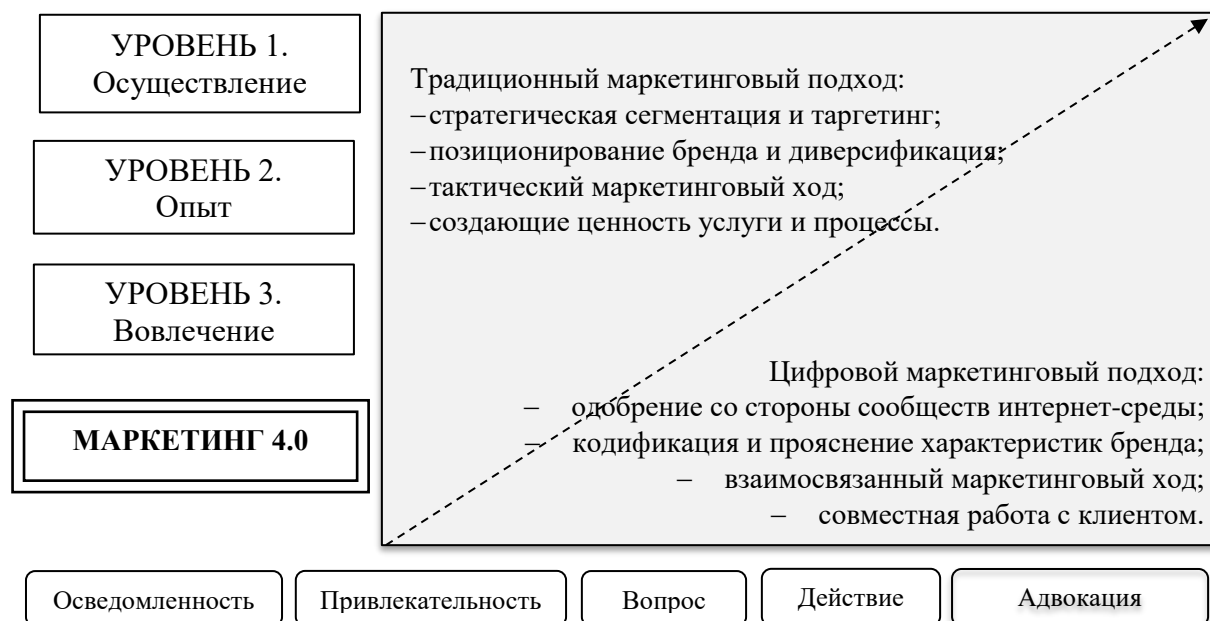 УРОВЕНЬ 1.
Осуществление
УРОВЕНЬ 2.
Опыт
УРОВЕНЬ 3.
Вовлечение
МАРКЕТИНГ 4.0
Традиционный маркетинговый подход:
–стратегическая сегментация и таргетинг;
–позиционирование бренда и диверсификация;
–тактический маркетинговый ход;
–создающие ценность услуги и процессы.
Цифровой маркетинговый подход:
– одобрение со стороны сообществ интернет-среды;
– кодификация и прояснение характеристик бренда;
– взаимосвязанный маркетинговый ход;
– совместная работа с клиентом.
Осведомленность
Привлекательность
Вопрос
Действие
Адвокация